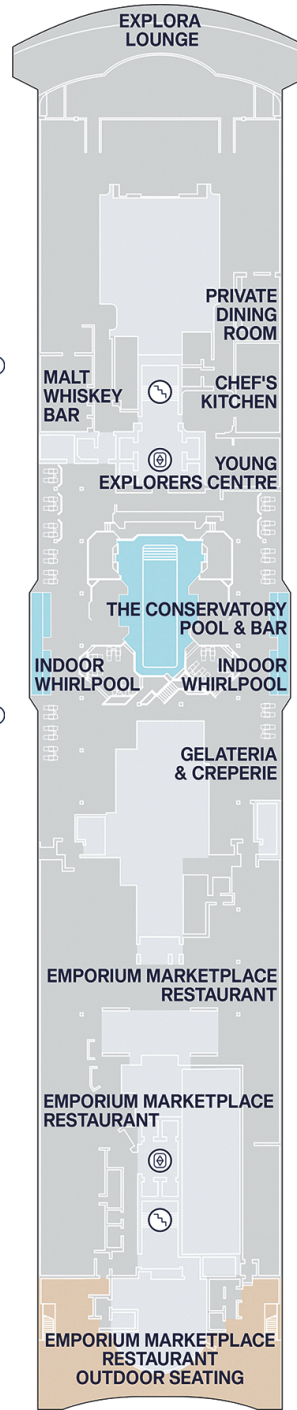 EXPLORA
LOUNGE
PRIVATE
DINING
ROOM
MALT
WHISKEY
BAR
CHEF'S
KITCHEN
YOUNG
EXPLORERS CENTRE
THE CONSERVATORY
POOL & BAR
INDOOR
WHIRLPOOL
INDOOR
WHIRLPOOL
GELATERIA
& CREPERIE
EMPORIUM MARKETPLACE
RESTAURANT
EMPORIUM MARKETPLACE
RESTAURANT
EMPORIUM MARKETPLACE
RESTAURANT
OUTDOOR SEATING